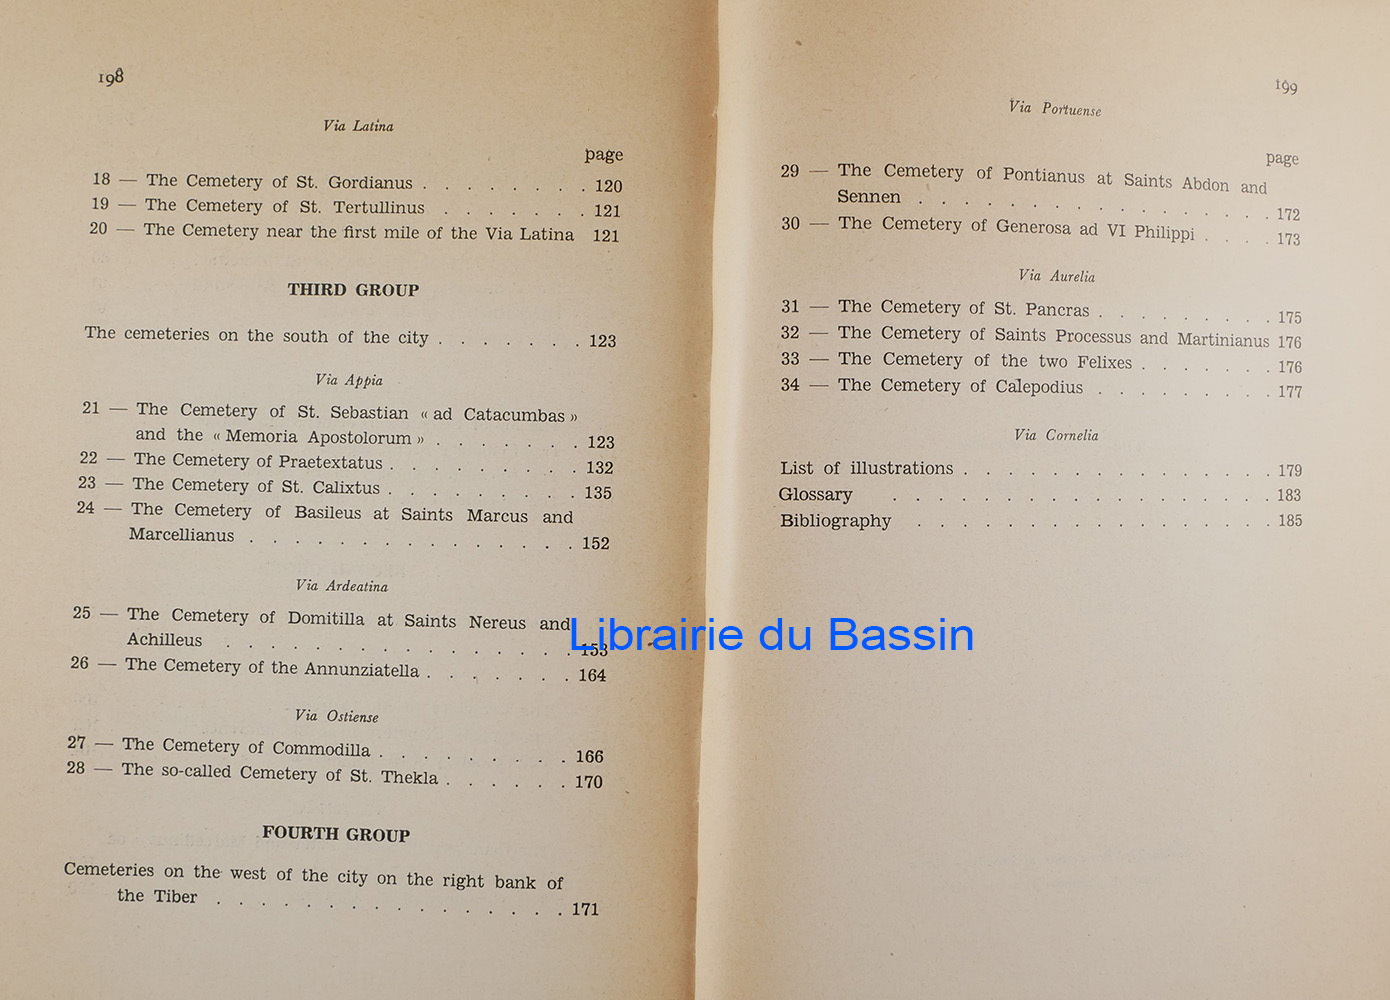 198
Via Latina
page
18 — The Cemetery of St. Gordianus . . . . . . . 120
19 — The Cemetery of St. Tertullinus . . . . . . . 121
20 — The Cemetery near the first mile of the Via Latina 121
THIRD GROUP
The cemeteries on the south of the city . . . . . . . 123
Via Appia
21 — The Cemetery of St. Sebastian « ad Catacumbas »
and the « Memoria Apostolorum » . . . . . . . 123
22 — The Cemetery of Praetextatus . . . . . . . . 132
23 — The Cemetery of St. Calixtus . . . . . . . . . 135
24 — The Cemetery of Basileus at Saints Marcus and
Marcellianus . . . . . . . . . . . . . . 152
Via Ardeatina
25 — The Cemetery of Domitilla at Saints Nereus and
Achilleus . . . . . . . . . . . . . . . 153
26 — The Cemetery of the Annunziatella . . . . . . . 164
Via Ostiense
27 — The Cemetery of Commodilla . . . . . . . . . 166
28 — The so-called Cemetery of St. Thekla . . . . . . 170
FOURTH GROUP
Cemeteries on the west of the city on the right bank of
the Tiber . . . . . . . . . . . . . . . 171
199
Via Portuense
page
29 — The Cemetery of Pontianus at Saints Abdon and
Sennen . . . . . . . . . . . . . . . . 172
30 — The Cemetery of Generosa ad VI Philippi . . . . 173
Via Aurelia
31 — The Cemetery of St. Pancras . . . . . . . . . 175
32 — The Cemetery of Saints Processus and Martinianus 176
33 — The Cemetery of the two Felixes . . . . . . . 176
34 — The Cemetery of Calepodius . . . . . . . . . 177
Via Cornelia
List of illustrations . . . . . . . . . . . . . . 179
Glossary . . . . . . . . . . . . . . . . 183
Bibliography . . . . . . . . . . . . . . . 185
Librairie du Bassin